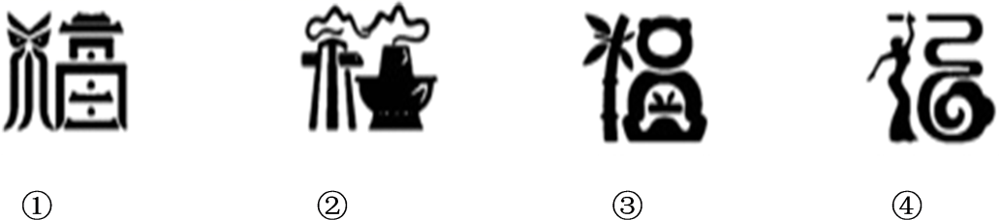 福 福 福 福
① ② ③ ④